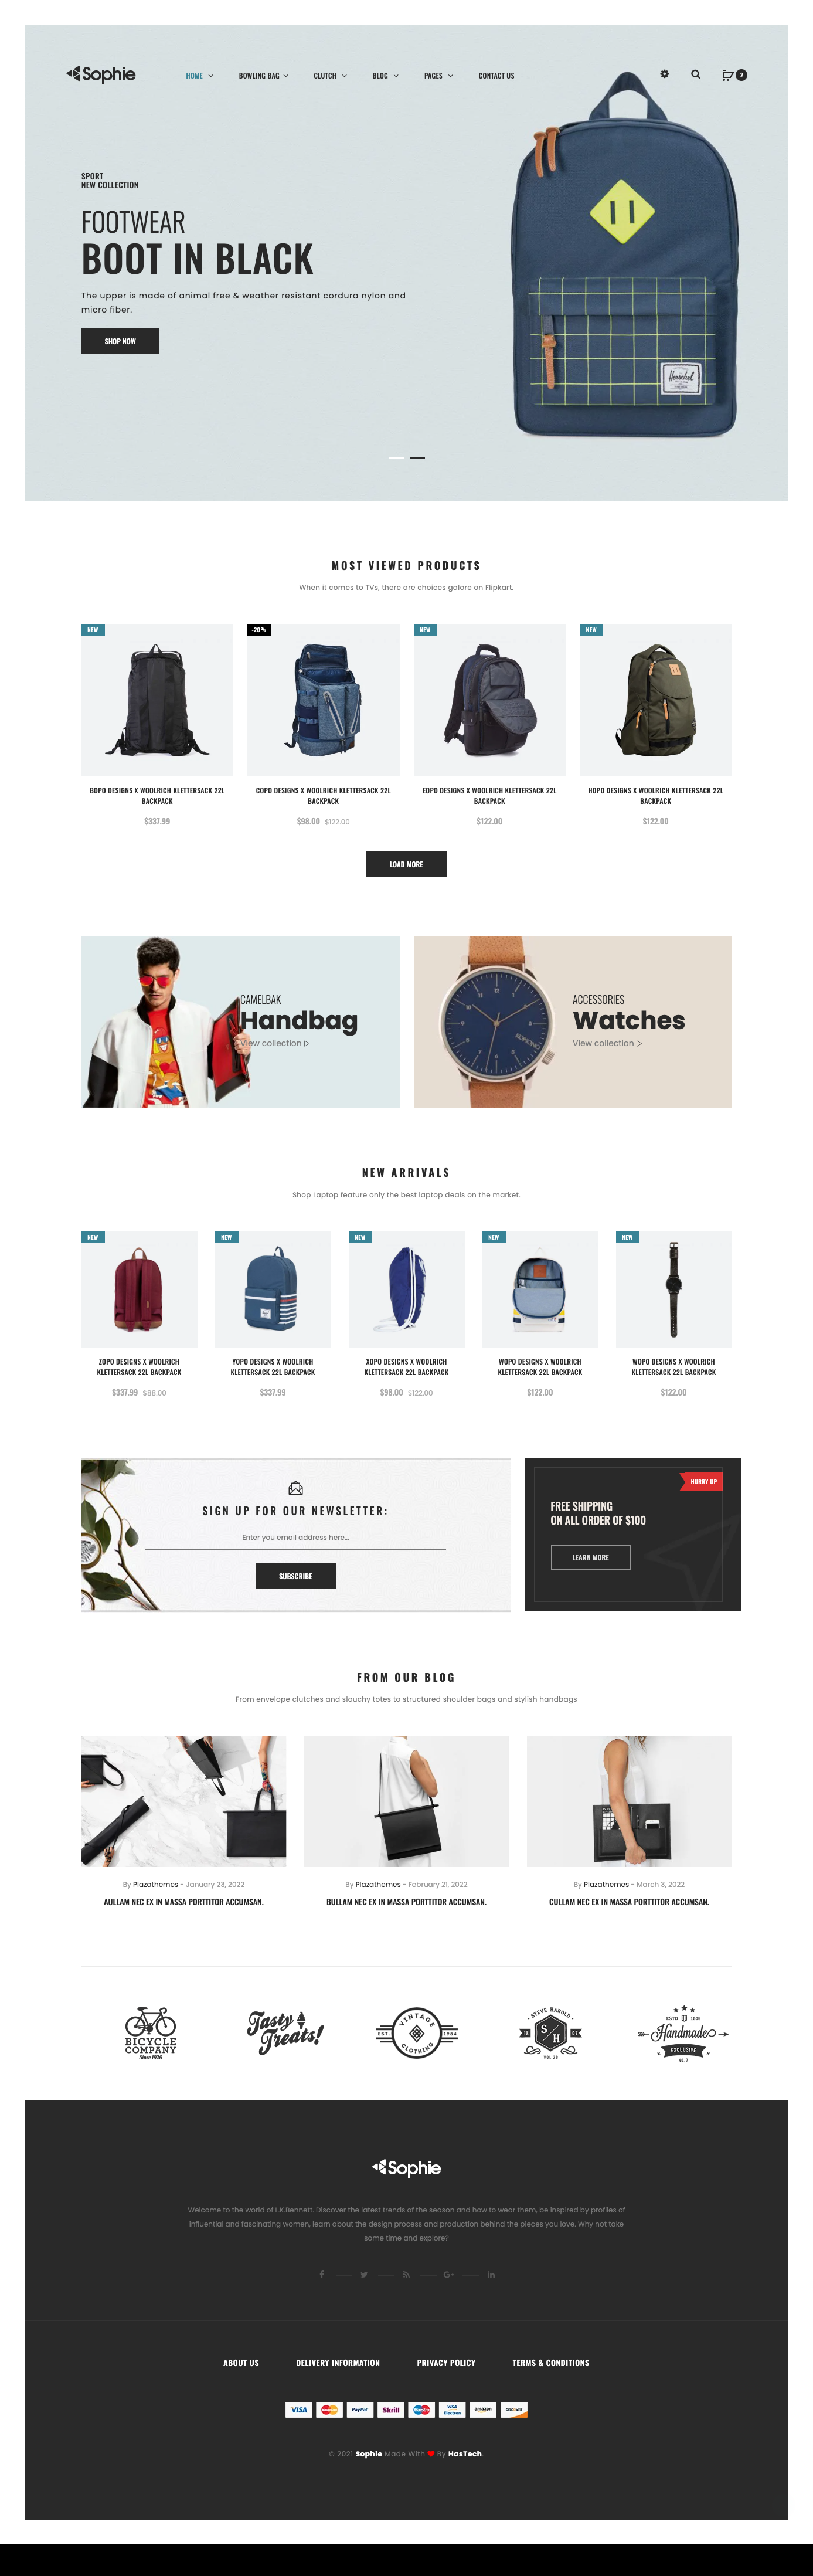 Sophie
HOME
BOWLING BAG
CLUTCH
BLOG
PAGES
CONTACT US
2
SPORT
NEW COLLECTION
FOOTWEAR
BOOT IN BLACK
The upper is made of animal free & weather resistant cordura nylon and
micro fiber.
SHOP NOW
Herschel
MOST VIEWED PRODUCTS
When it comes to TVs, there are choices galore on Flipkart.
NEW
-20%
NEW
NEW
BOPO DESIGNS X WOOLRICH KLETTERSACK 22L
BACKPACK
$337.99
COPO DESIGNS X WOOLRICH KLETTERSACK 22L
BACKPACK
$98.00 $122.00
EOPO DESIGNS X WOOLRICH KLETTERSACK 22L
BACKPACK
$122.00
HOPO DESIGNS X WOOLRICH KLETTERSACK 22L
BACKPACK
$122.00
LOAD MORE
CAMELBAK
Handbag
View collection
KOMONO
ACCESSORIES
Watches
View collection
NEW ARRIVALS
Shop Laptop feature only the best laptop deals on the market.
NEW
NEW
NEW
NEW
NEW
ZOPO DESIGNS X WOOLRICH
KLETTERSACK 22L BACKPACK
$337.99 $88.00
YOPO DESIGNS X WOOLRICH
KLETTERSACK 22L BACKPACK
$337.99
XOPO DESIGNS X WOOLRICH
KLETTERSACK 22L BACKPACK
$98.00 $122.00
WOPO DESIGNS X WOOLRICH
KLETTERSACK 22L BACKPACK
$122.00
WOPO DESIGNS X WOOLRICH
KLETTERSACK 22L BACKPACK
$122.00
SIGN UP FOR OUR NEWSLETTER:
Enter you email address here...
SUBSCRIBE
HURRY UP
FREE SHIPPING
ON ALL ORDER OF $100
LEARN MORE
FROM OUR BLOG
From envelope clutches and slouchy totes to structured shoulder bags and stylish handbags
By Plazathemes - January 23, 2022
AULLAM NEC EX IN MASSA PORTTITOR ACCUMSAN.
By Plazathemes - February 21, 2022
BULLAM NEC EX IN MASSA PORTTITOR ACCUMSAN.
By Plazathemes - March 3, 2022
CULLAM NEC EX IN MASSA PORTTITOR ACCUMSAN.
BICYCLE
COMPANY
Since 1926
Tasty
Treats!
VINTAGE
EST. 1984
CLOTHING
STEVE HAROLD
S/H
VOL 25
ESTD 1806
Handmade
EXCLUSIVE
NO.7
Sophie
Welcome to the world of L.K.Bennett. Discover the latest trends of the season and how to wear them, be inspired by profiles of
influential and fascinating women, learn about the design process and production behind the pieces you love. Why not take
some time and explore?
ABOUT US
DELIVERY INFORMATION
PRIVACY POLICY
TERMS & CONDITIONS
VISA
PayPal
Skrill
VISA
Electron
amazon
© 2021 Sophie Made With ❤ By HasTech.